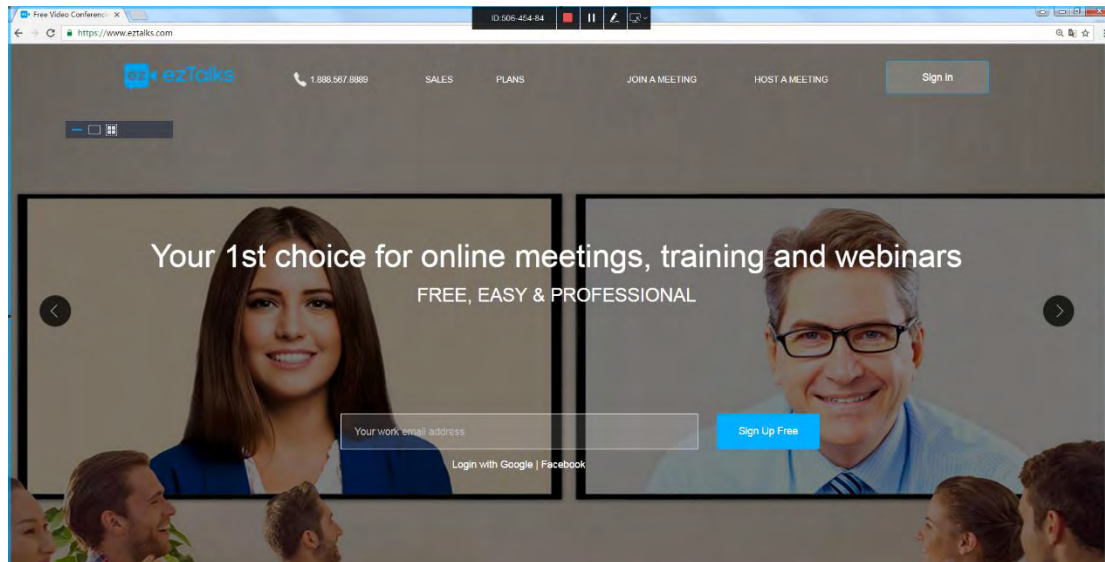 Free Video Conferenc
ID:506-454-84
https://www.eztalks.com
ez ezTalks
1.888.567.8889
SALES
PLANS
JOIN A MEETING
HOST A MEETING
Sign in
Your 1st choice for online meetings, training and webinars
FREE, EASY & PROFESSIONAL
Your work email address
Sign Up Free
Login with Google | Facebook